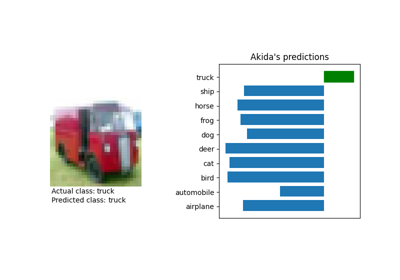 Akida's predictions
truck
ship
horse
frog
dog
deer
cat
bird
automobile
airplane
Actual class: truck
Predicted class: truck